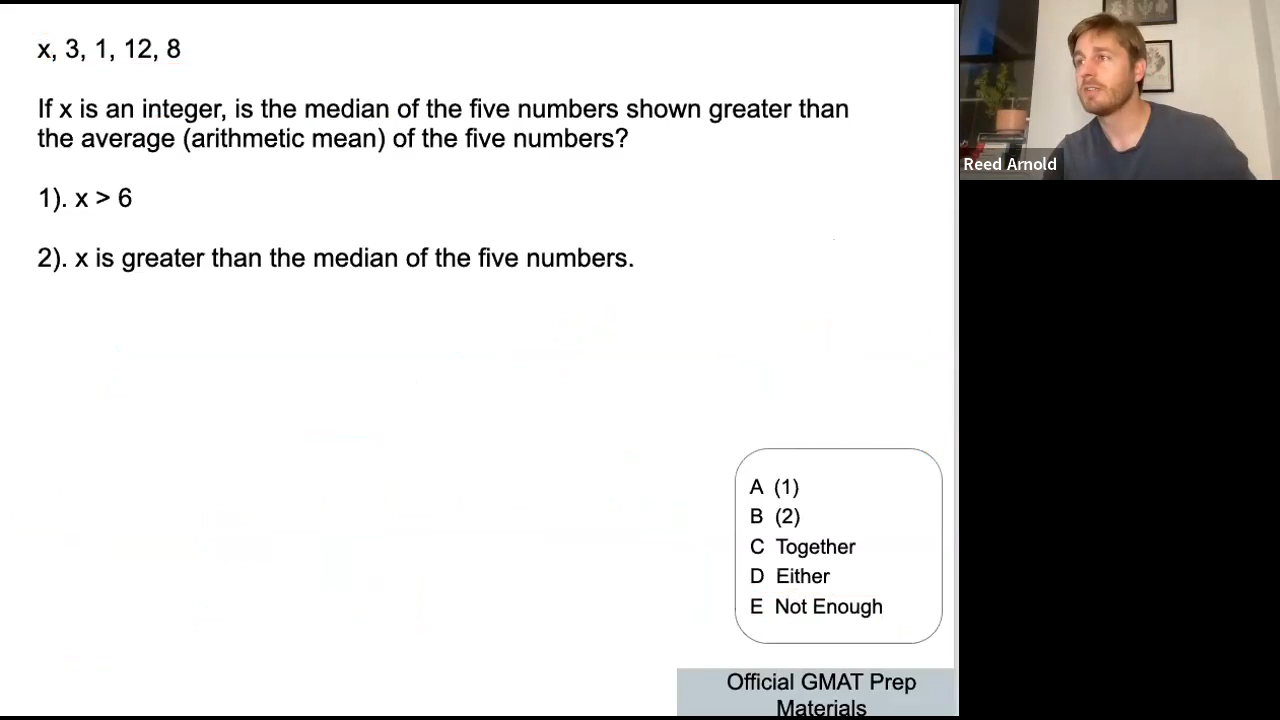 x, 3, 1, 12, 8
If x is an integer, is the median of the five numbers shown greater than
the average (arithmetic mean) of the five numbers?
1). x > 6
2). x is greater than the median of the five numbers.
A (1)
B (2)
C Together
D Either
E Not Enough
Official GMAT Prep
Materials
Reed Arnold